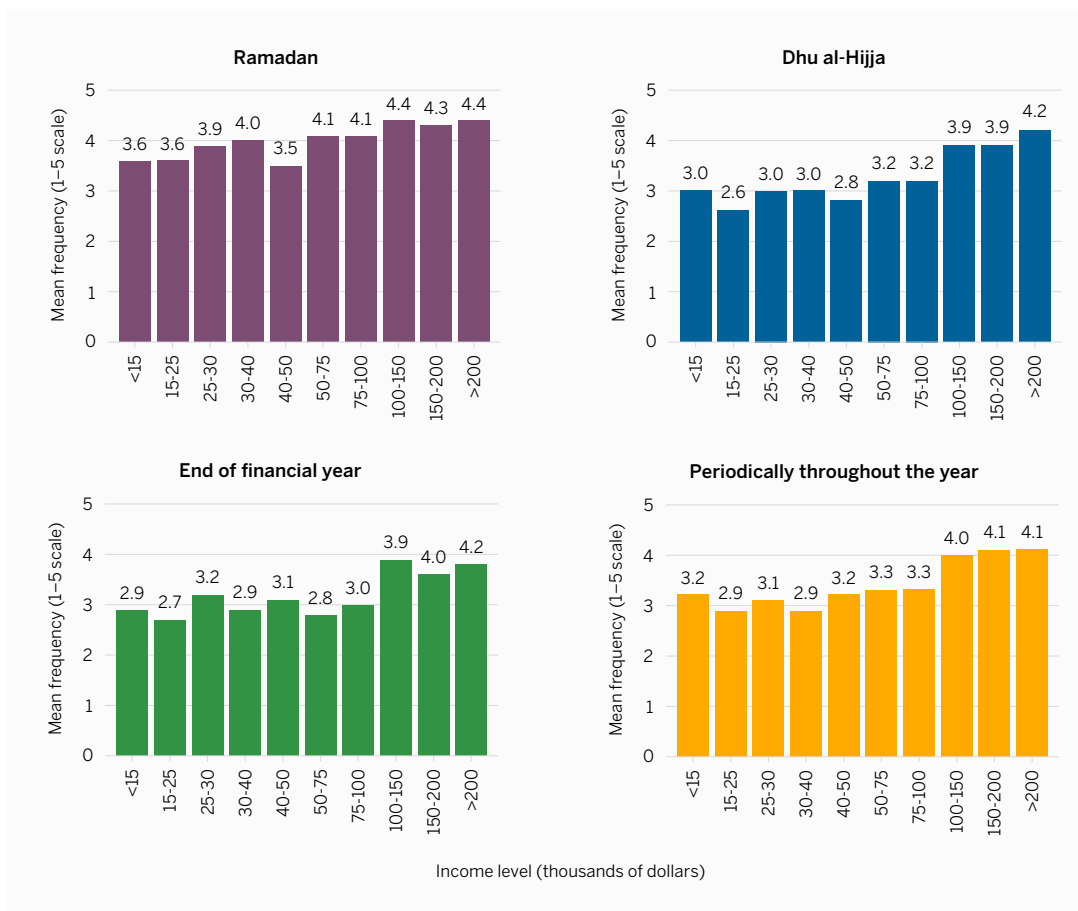 Ramadan
Mean frequency (1–5 scale)
5
4
3
2
1
0
3.6 3.6 3.9 4.0 3.5 4.1 4.1 4.4 4.3 4.4
<15 15-25 25-30 30-40 40-50 50-75 75-100 100-150 150-200 >200
Dhu al-Hijja
Mean frequency (1–5 scale)
5
4
3
2
1
0
3.0 2.6 3.0 3.0 2.8 3.2 3.2 3.9 3.9 4.2
<15 15-25 25-30 30-40 40-50 50-75 75-100 100-150 150-200 >200
End of financial year
Mean frequency (1–5 scale)
5
4
3
2
1
0
2.9 2.7 3.2 2.9 3.1 2.8 3.0 3.9 4.0 4.2
<15 15-25 25-30 30-40 40-50 50-75 75-100 100-150 150-200 >200
Periodically throughout the year
Mean frequency (1–5 scale)
5
4
3
2
1
0
3.2 2.9 3.1 2.9 3.2 3.3 3.3 4.0 4.1 4.1
<15 15-25 25-30 30-40 40-50 50-75 75-100 100-150 150-200 >200
Income level (thousands of dollars)